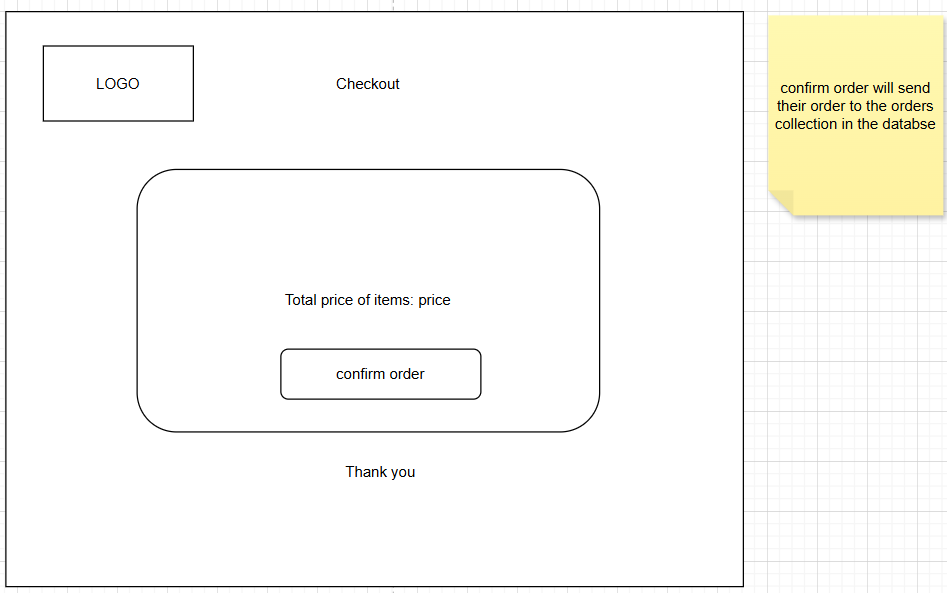 LOGO
Checkout
confirm order will send
their order to the orders
collection in the databse
Total price of items: price
confirm order
Thank you